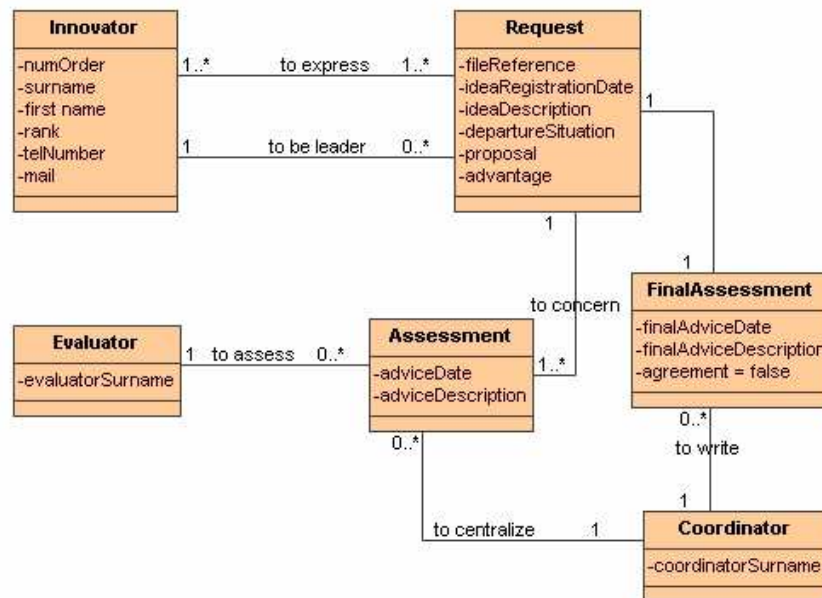 Innovator
-numOrder
-surname
-first name
-rank
-telNumber
-mail
1..* to express 1..*
1 to be leader 0..*
Request
-fileReference
-ideaRegistrationDate
-ideaDescription
-departureSituation
-proposal
-advantage
1
1
1
to concern
1..*
FinalAssessment
-finalAdviceDate
-finalAdviceDescription
-agreement = false
Evaluator
-evaluatorSurname
1 to assess 0..*
Assessment
-adviceDate
-adviceDescription
0..*
to centralize 1
0..*
to write
1
Coordinator
-coordinatorSurname